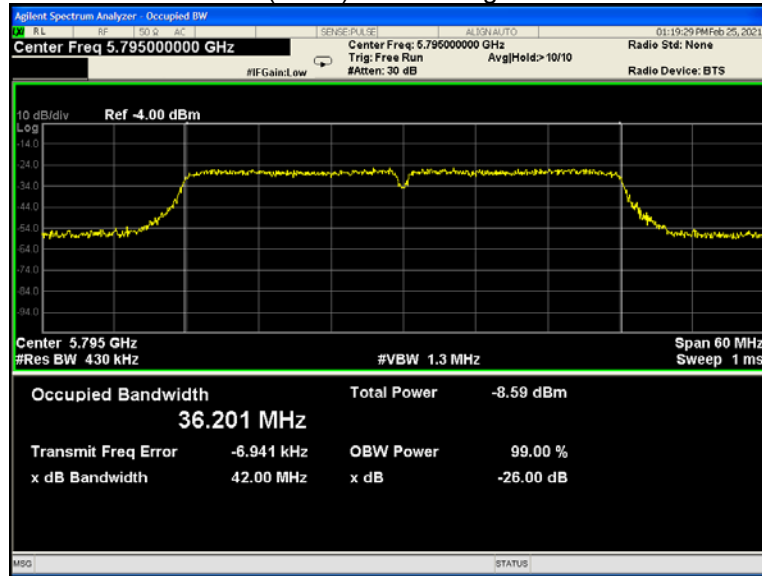 Agilent Spectrum Analyzer - Occupied BW
RL RF 50 Ω AC SENSE:PULSE ALIGN AUTO 01:19:29 PM Feb 25, 2021
Center Freq 5.795000000 GHz Center Freq: 5.795000000 GHz Radio Std: None
Trig: Free Run Avg|Hold:> 10/10
#IFGain:Low #Atten: 30 dB Radio Device: BTS
10 dB/div Ref -4.00 dBm
Log
-14.0
-24.0
-34.0
-44.0
-54.0
-64.0
-74.0
-84.0
-94.0
Center 5.795 GHz Span 60 MHz
#Res BW 430 kHz #VBW 1.3 MHz Sweep 1 ms
Occupied Bandwidth Total Power -8.59 dBm
36.201 MHz
Transmit Freq Error -6.941 kHz OBW Power 99.00 %
x dB Bandwidth 42.00 MHz x dB -26.00 dB
MSG STATUS